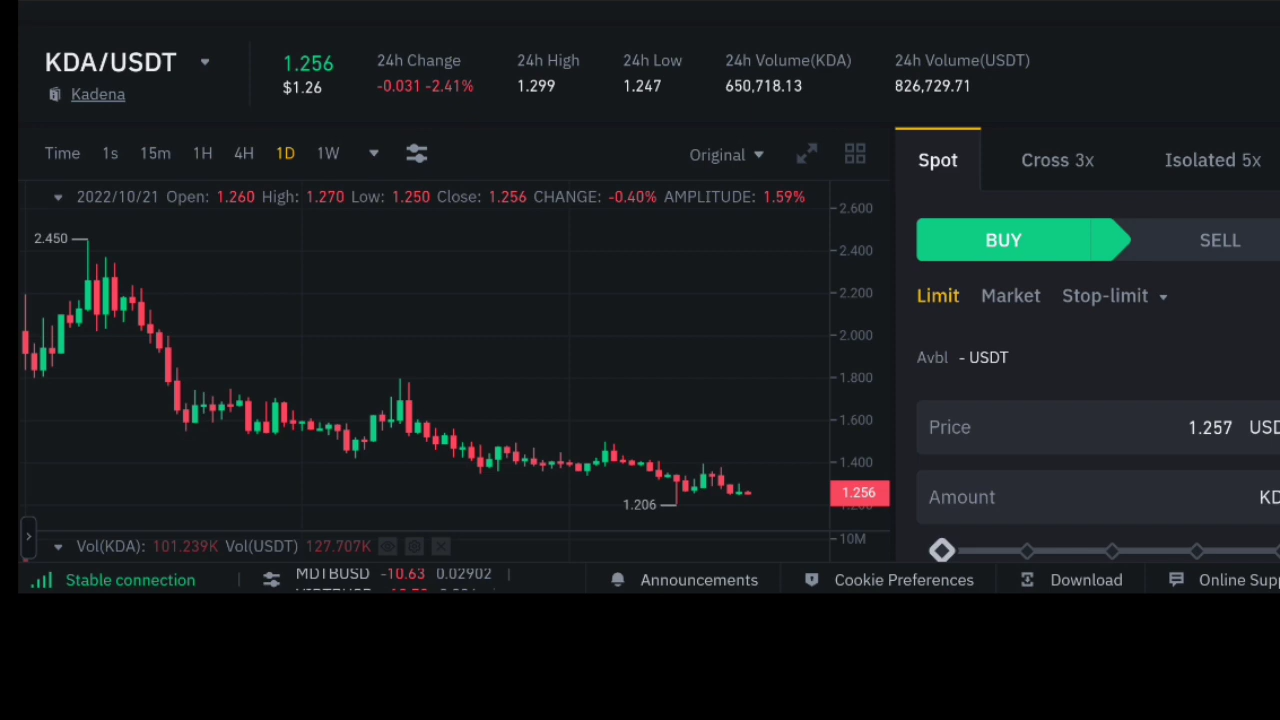 KDA/USDT
Kadena
1.256
$1.26
24h Change
-0.031 -2.41%
24h High
1.299
24h Low
1.247
24h Volume(KDA)
650,718.13
24h Volume(USDT)
826,729.71
Time 1s 15m 1H 4H 1D 1W
Original
2022/10/21 Open: 1.260 High: 1.270 Low: 1.250 Close: 1.256 CHANGE: -0.40% AMPLITUDE: 1.59%
2.600
2.450
2.400
2.200
2.000
1.800
1.600
1.400
1.256
1.206
10M
Vol(KDA): 101.239K Vol(USDT) 127.707K
Spot Cross 3x Isolated 5x
BUY SELL
Limit Market Stop-limit
Avbl - USDT
Price 1.257 USD
Amount KD
Stable connection
MDTBUSD -10.63 0.02902
Announcements
Cookie Preferences
Download
Online Supp